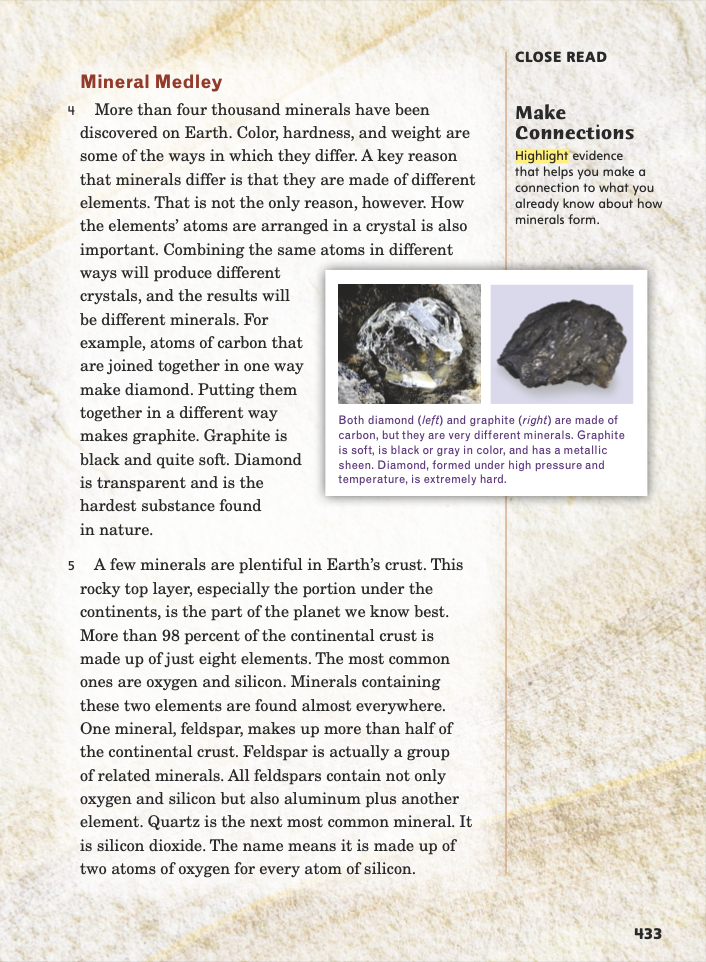 Mineral Medley
4 More than four thousand minerals have been
discovered on Earth. Color, hardness, and weight are
some of the ways in which they differ. A key reason
that minerals differ is that they are made of different
elements. That is not the only reason, however. How
the elements’ atoms are arranged in a crystal is also
important. Combining the same atoms in different
ways will produce different
crystals, and the results will
be different minerals. For
example, atoms of carbon that
are joined together in one way
make diamond. Putting them
together in a different way
makes graphite. Graphite is
black and quite soft. Diamond
is transparent and is the
hardest substance found
in nature.
Both diamond (left) and graphite (right) are made of
carbon, but they are very different minerals. Graphite
is soft, is black or gray in color, and has a metallic
sheen. Diamond, formed under high pressure and
temperature, is extremely hard.
5 A few minerals are plentiful in Earth’s crust. This
rocky top layer, especially the portion under the
continents, is the part of the planet we know best.
More than 98 percent of the continental crust is
made up of just eight elements. The most common
ones are oxygen and silicon. Minerals containing
these two elements are found almost everywhere.
One mineral, feldspar, makes up more than half of
the continental crust. Feldspar is actually a group
of related minerals. All feldspars contain not only
oxygen and silicon but also aluminum plus another
element. Quartz is the next most common mineral. It
is silicon dioxide. The name means it is made up of
two atoms of oxygen for every atom of silicon.
CLOSE READ
Make
Connections
Highlight evidence
that helps you make a
connection to what you
already know about how
minerals form.
433